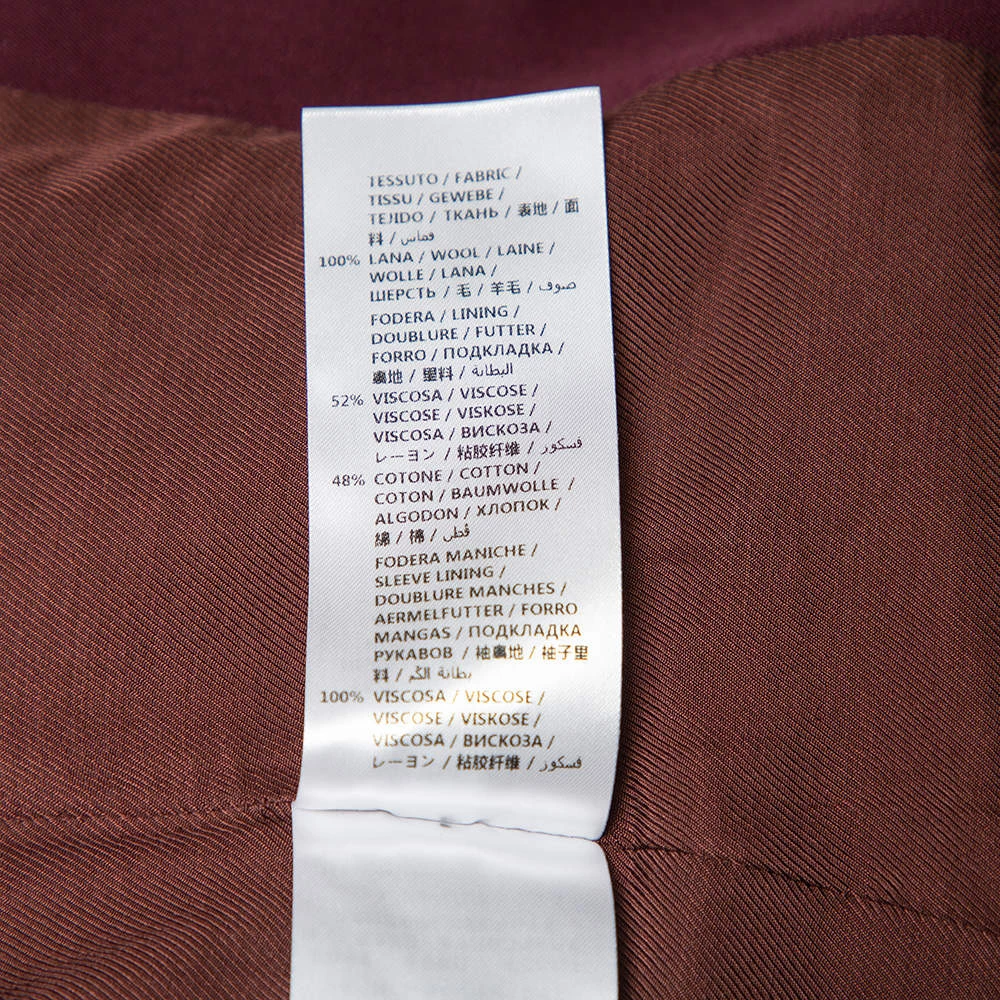 TESSUTO / FABRIC /
TISSU / GEWEBE /
TEJIDO / ТКАНЬ / 表地 / 面
料 / قماس
100% LANA / WOOL / LAINE /
WOLLE / LANA /
ШЕРСТЬ / 毛 / 羊毛 / صوف
FODERA / LINING /
DOUBLURE / FUTTER /
FORRO / ПОДКЛАДКА /
裏地 / 里料 / البطانة
52% VISCOSA / VISCOSE /
VISCOSE / VISKOSE /
VISCOSA / ВИСКОЗА /
レーヨン / 粘胶纤维 / فسكور
48% COTONE / COTTON /
COTON / BAUMWOLLE /
ALGODON / ХЛОПОК /
綿 / 棉 / قطن
FODERA MANICHE /
SLEEVE LINING /
DOUBLURE MANCHES /
AERMELFUTTER / FORRO
MANGAS / ПОДКЛАДКА
РУКАВОВ / 袖裏地 / 袖子里
料 / بطانة الكم
100% VISCOSA / VISCOSE /
VISCOSE / VISKOSE /
VISCOSA / ВИСКОЗА /
レーヨン / 粘胶纤维 / فسكور